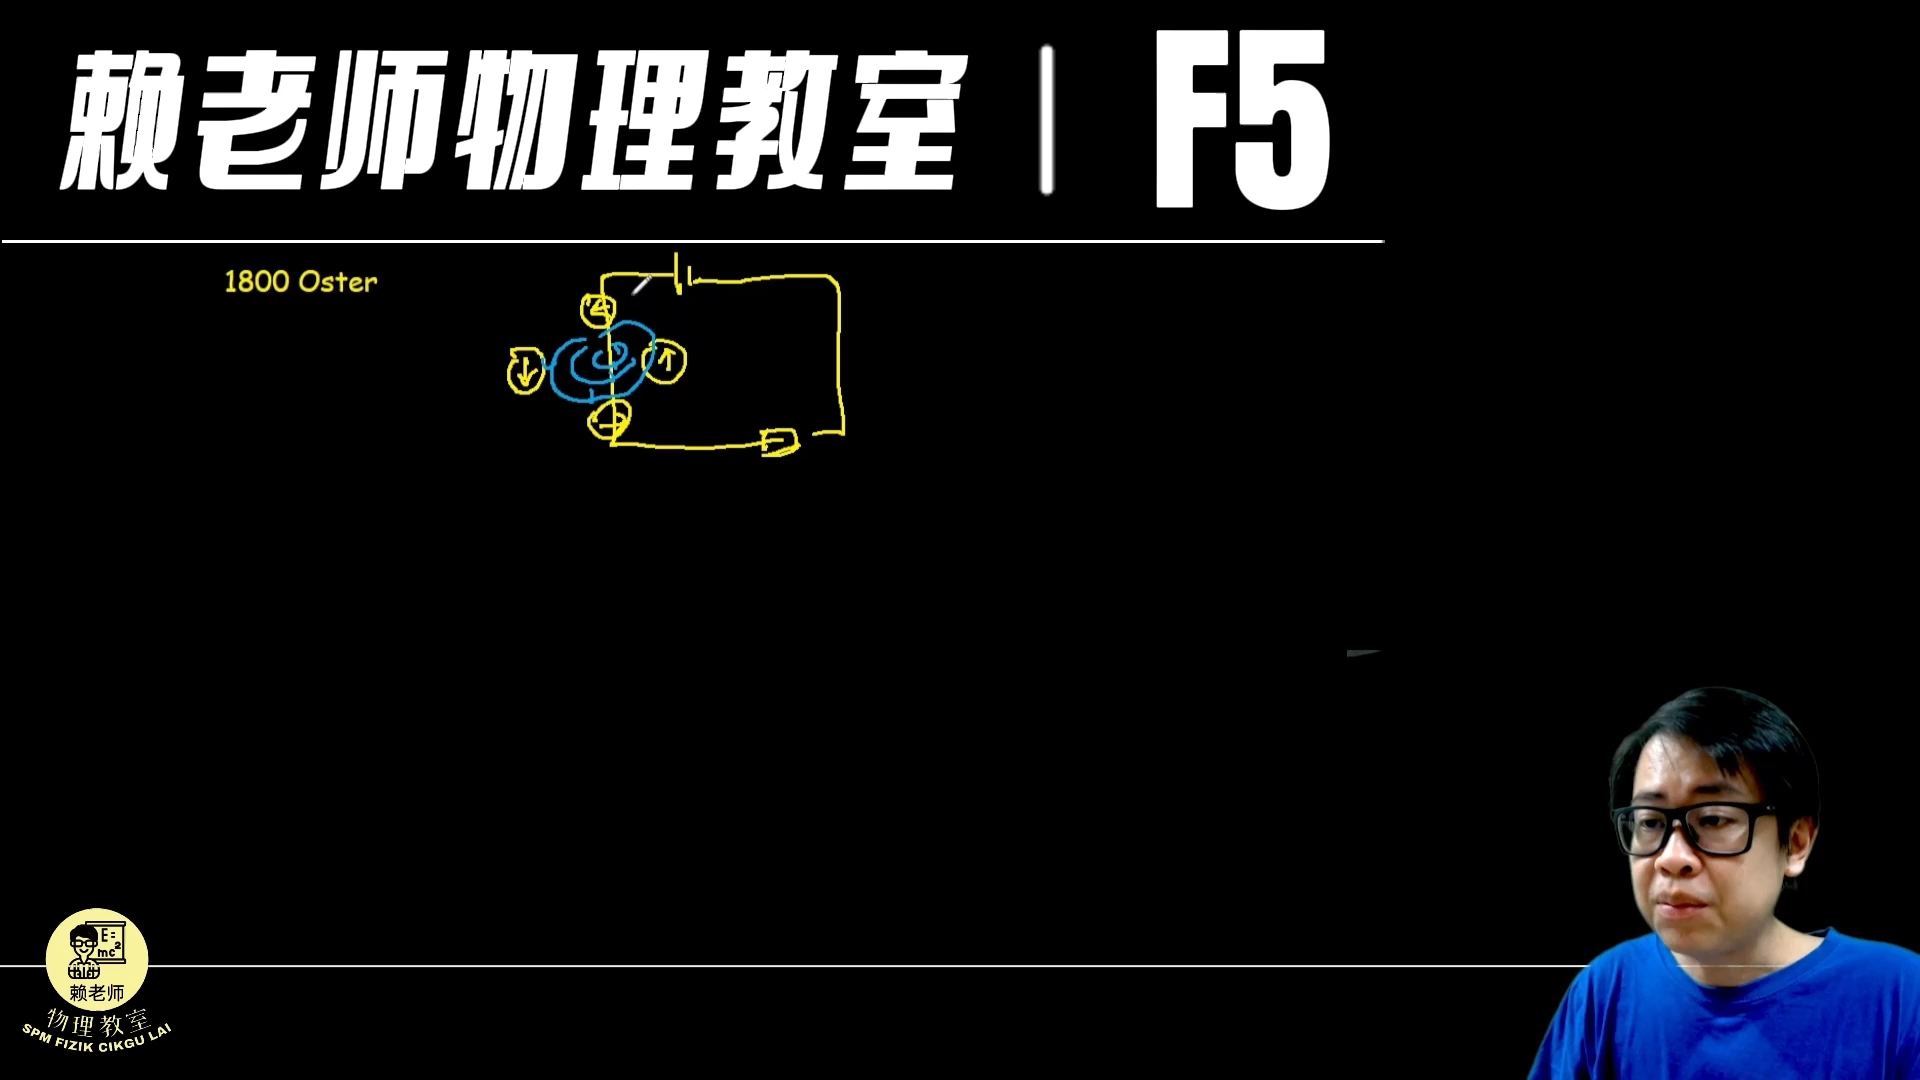 赖老师物理教室 | F5
1800 Oster
E=
mc²
赖老师
物理教室
SPM FIZIK CIKGU LAI